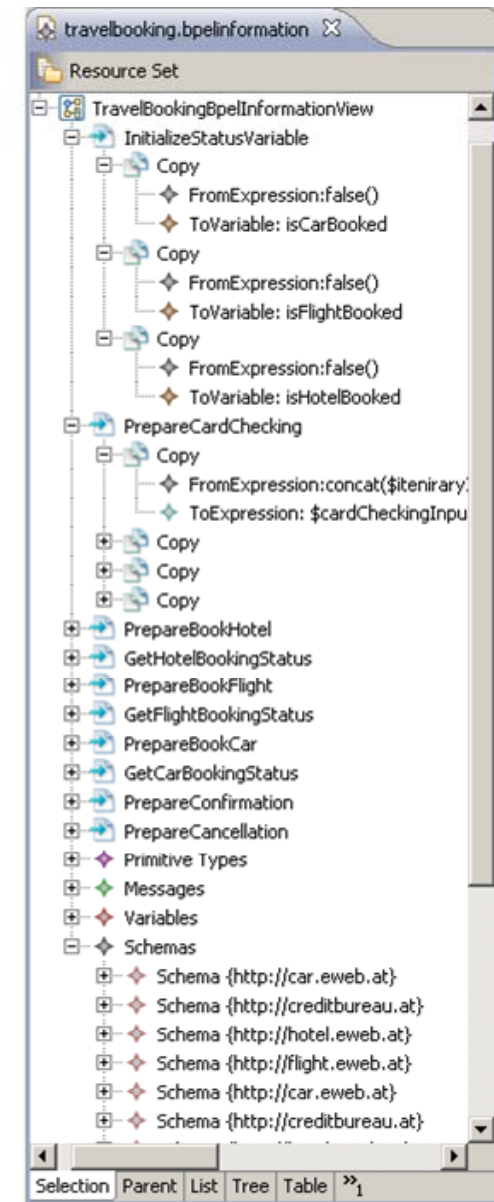 travelbooking.bpelinformation
Resource Set
TravelBookingBpelInformationView
InitializeStatusVariable
Copy
FromExpression:false()
ToVariable: isCarBooked
Copy
FromExpression:false()
ToVariable: isFlightBooked
Copy
FromExpression:false()
ToVariable: isHotelBooked
PrepareCardChecking
Copy
FromExpression:concat($itenirary
ToExpression: $cardCheckingInpu
Copy
Copy
Copy
PrepareBookHotel
GetHotelBookingStatus
PrepareBookFlight
GetFlightBookingStatus
PrepareBookCar
GetCarBookingStatus
PrepareConfirmation
PrepareCancellation
Primitive Types
Messages
Variables
Schemas
Schema {http://car.eweb.at}
Schema {http://creditbureau.at}
Schema {http://hotel.eweb.at}
Schema {http://flight.eweb.at}
Schema {http://car.eweb.at}
Schema {http://creditbureau.at}
Selection Parent List Tree Table »1